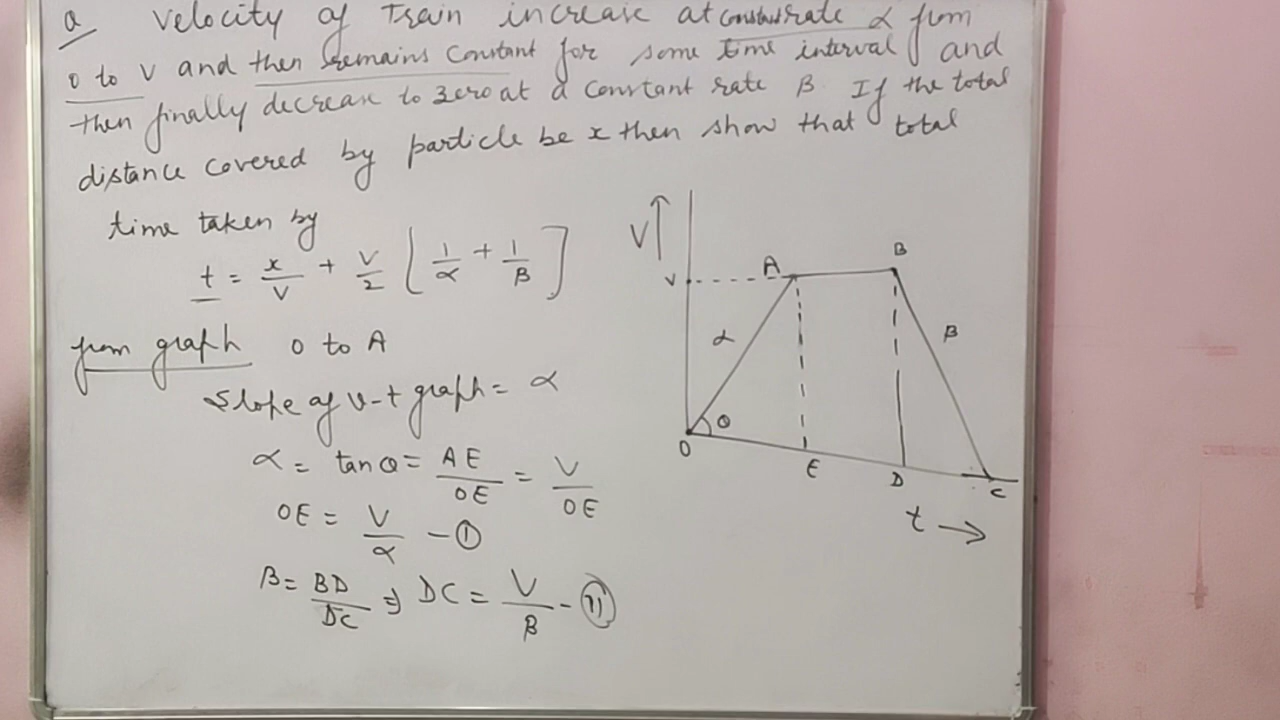 Q Velocity of Train increase at constant rate α from
0 to V and then remains constant for some time interval and
then finally decrease to zero at a constant rate β If the total
distance covered by particle be x then show that total
time taken by
t = x/V + V/2 [ 1/α + 1/β ]
from graph 0 to A
Slope of v-t graph = α
α = tan θ = AE/OE = V/OE
OE = V/α - ①
β = BD/DC ⇒ DC = V/β - ⑪
V
V
A
B
α
β
θ
O
E
D
C
t →